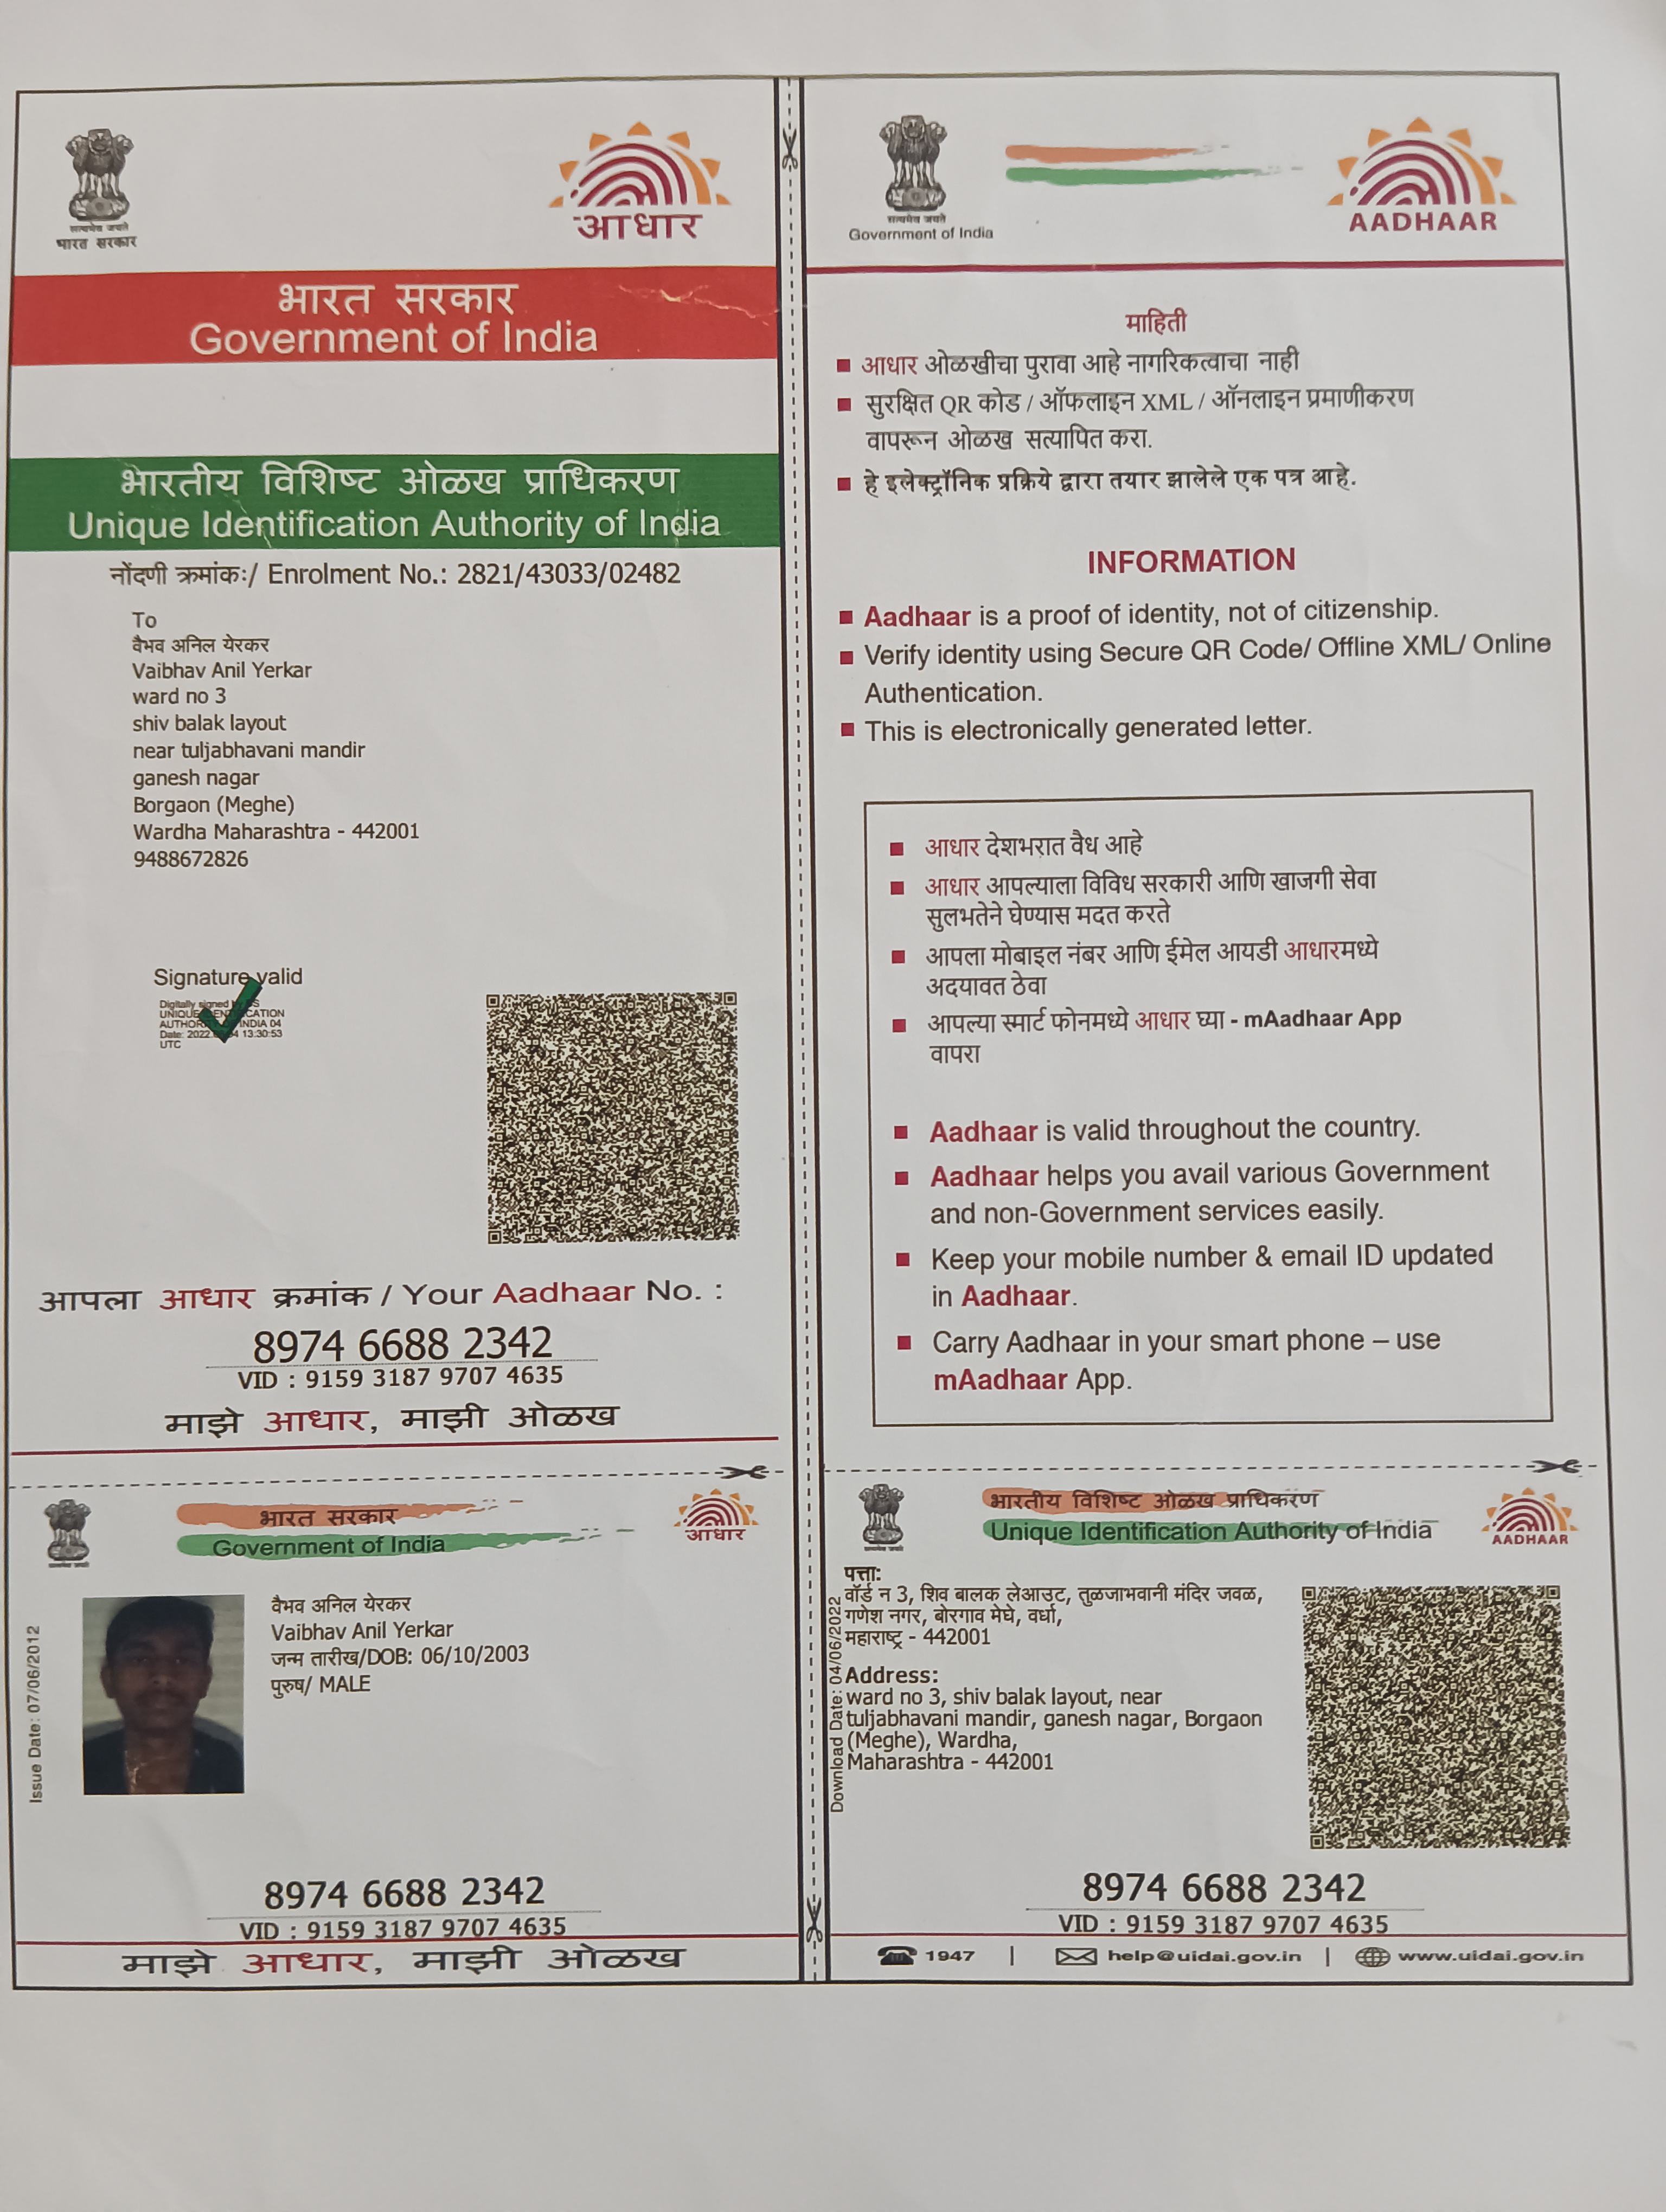 सत्यमेव जयते
भारत सरकार
आधार
भारत सरकार
Government of India
भारतीय विशिष्ट ओळख प्राधिकरण
Unique Identification Authority of India
नोंदणी क्रमांकः/ Enrolment No.: 2821/43033/02482
To
वैभव अनिल येरकर
Vaibhav Anil Yerkar
ward no 3
shiv balak layout
near tuljabhavani mandir
ganesh nagar
Borgaon (Meghe)
Wardha Maharashtra - 442001
9488672826
Signature valid
Digitally signed by DS
UNIQUE IDENTIFICATION
AUTHORITY OF INDIA 04
13:30:53
UTC
आपला आधार क्रमांक / Your Aadhaar No. :
8974 6688 2342
VID : 9159 3187 9707 4635
माझे आधार, माझी ओळख
सत्यमेव जयते
Government of India
AADHAAR
माहिती
आधार ओळखीचा पुरावा आहे नागरिकत्वाचा नाही
सुरक्षित QR कोड / ऑफलाइन XML / ऑनलाइन प्रमाणीकरण
वापरून ओळख सत्यापित करा.
हे इलेक्ट्रॉनिक प्रक्रिये द्वारा तयार झालेले एक पत्र आहे.
INFORMATION
Aadhaar is a proof of identity, not of citizenship.
Verify identity using Secure QR Code/ Offline XML/ Online
Authentication.
This is electronically generated letter.
आधार देशभरात वैध आहे
आधार आपल्याला विविध सरकारी आणि खाजगी सेवा
सुलभतेने घेण्यास मदत करते
आपला मोबाइल नंबर आणि ईमेल आयडी आधारमध्ये
अदयावत ठेवा
आपल्या स्मार्ट फोनमध्ये आधार घ्या - mAadhaar App
वापरा
Aadhaar is valid throughout the country.
Aadhaar helps you avail various Government
and non-Government services easily.
Keep your mobile number & email ID updated
in Aadhaar.
Carry Aadhaar in your smart phone – use
mAadhaar App.
भारत सरकार
Government of India
आधार
Issue Date: 07/06/2012
वैभव अनिल येरकर
Vaibhav Anil Yerkar
जन्म तारीख/DOB: 06/10/2003
पुरुष/ MALE
8974 6688 2342
VID : 9159 3187 9707 4635
माझे आधार, माझी ओळख
भारतीय विशिष्ट ओळख प्राधिकरण
Unique Identification Authority of India
AADHAAR
Download Date: 04/06/2022
पत्ता:
वॉर्ड न 3, शिव बालक लेआउट, तुळजाभवानी मंदिर जवळ,
गणेश नगर, बोरगाव मेघे, वर्धा,
महाराष्ट्र - 442001
Address:
ward no 3, shiv balak layout, near
tuljabhavani mandir, ganesh nagar, Borgaon
(Meghe), Wardha,
Maharashtra - 442001
8974 6688 2342
VID : 9159 3187 9707 4635
1947 | help@uidai.gov.in | www.uidai.gov.in